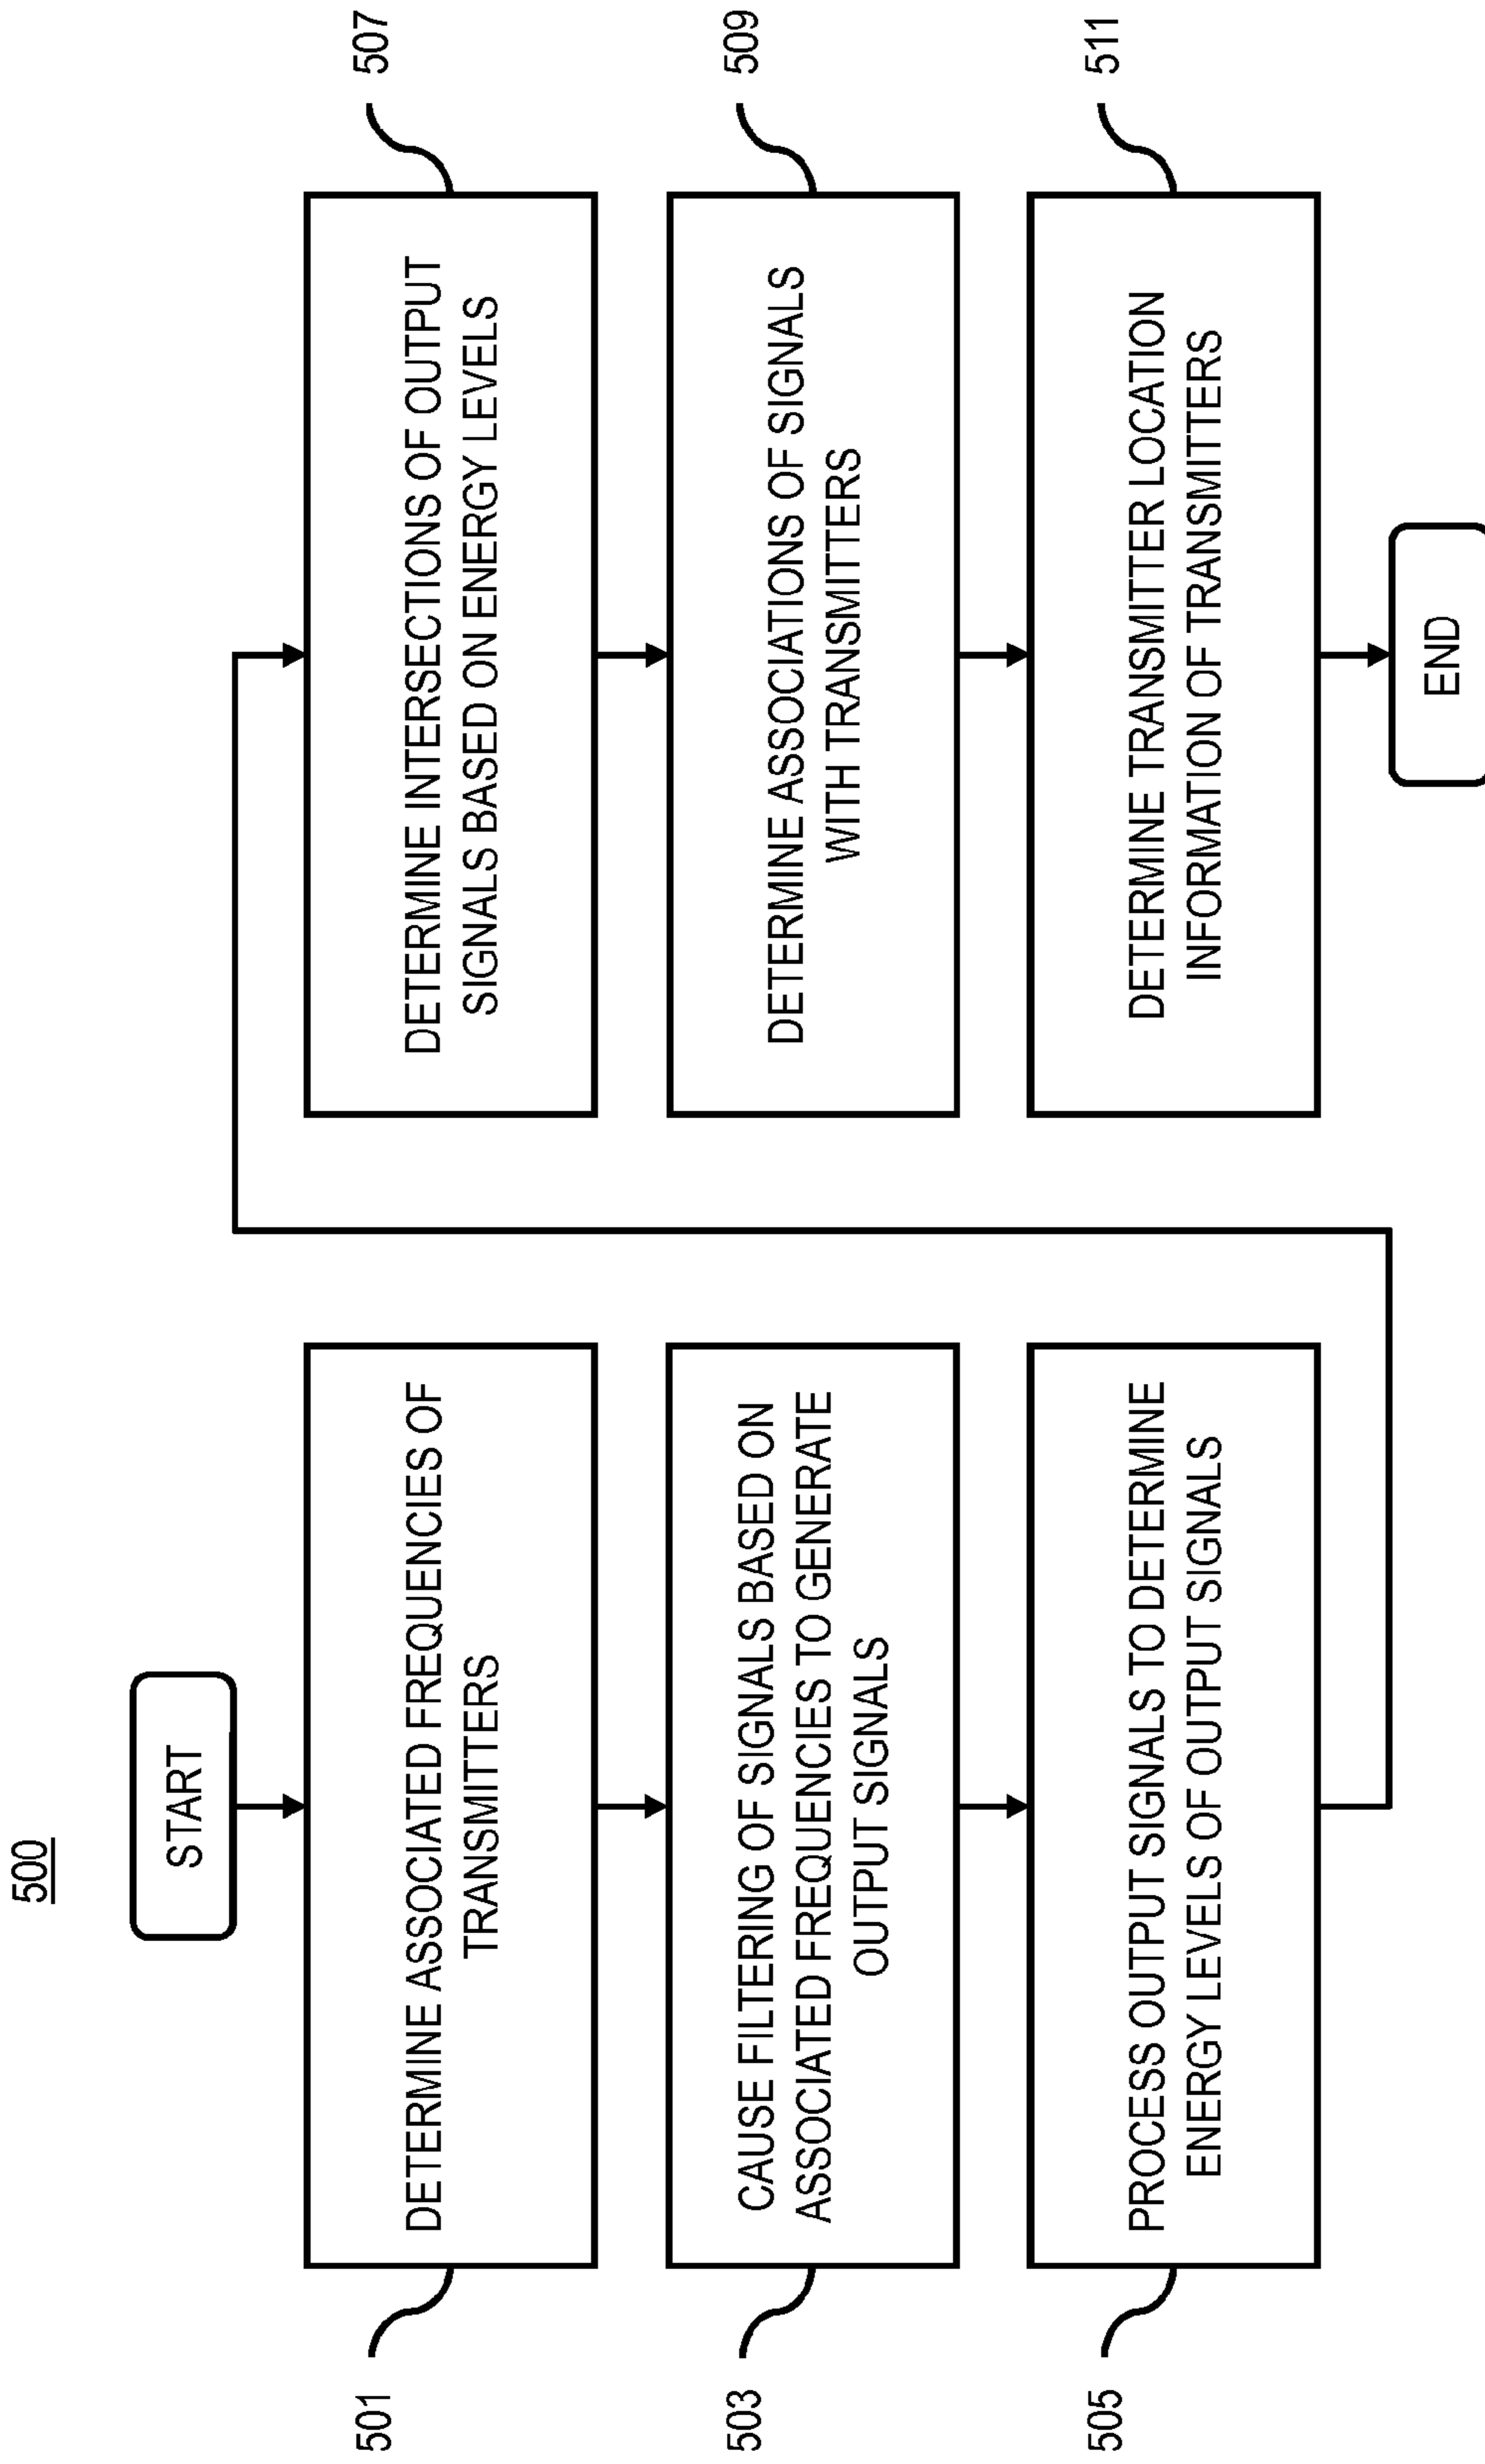 500
START
501
DETERMINE ASSOCIATED FREQUENCIES OF
TRANSMITTERS
503
CAUSE FILTERING OF SIGNALS BASED ON
ASSOCIATED FREQUENCIES TO GENERATE
OUTPUT SIGNALS
505
PROCESS OUTPUT SIGNALS TO DETERMINE
ENERGY LEVELS OF OUTPUT SIGNALS
507
DETERMINE INTERSECTIONS OF OUTPUT
SIGNALS BASED ON ENERGY LEVELS
509
DETERMINE ASSOCIATIONS OF SIGNALS
WITH TRANSMITTERS
511
DETERMINE TRANSMITTER LOCATION
INFORMATION OF TRANSMITTERS
END